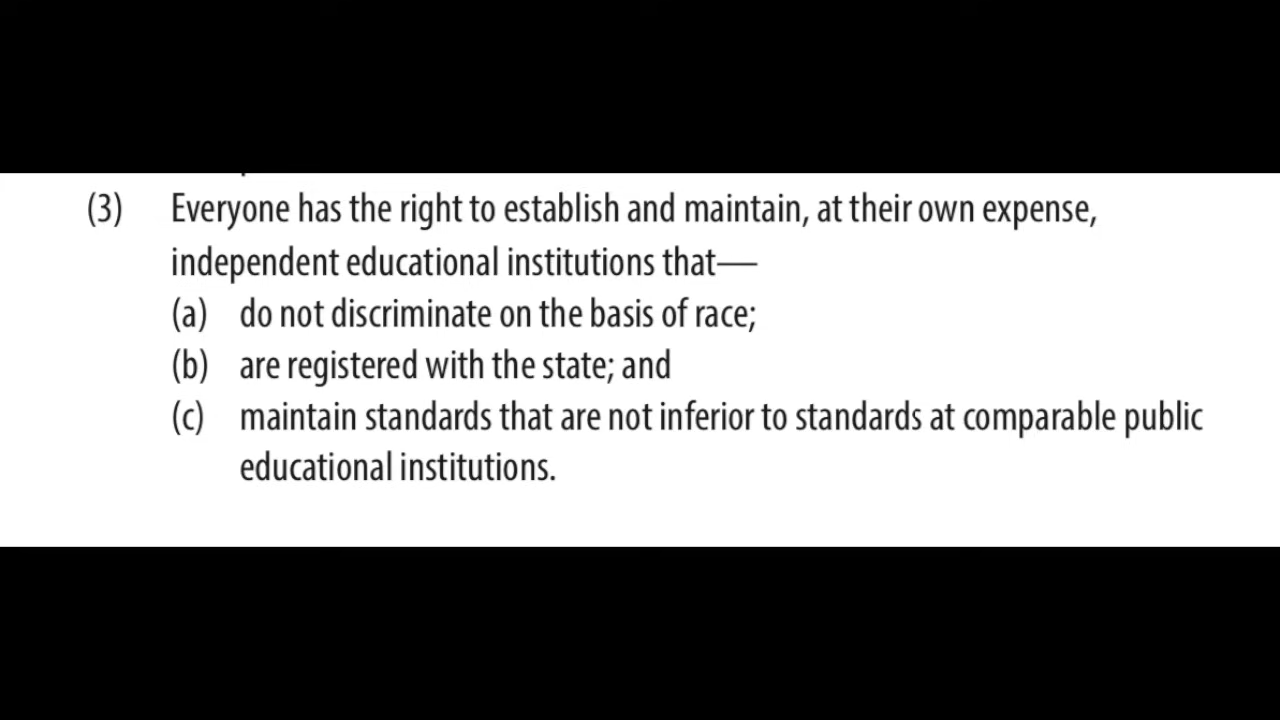 (3) Everyone has the right to establish and maintain, at their own expense,
independent educational institutions that—
(a) do not discriminate on the basis of race;
(b) are registered with the state; and
(c) maintain standards that are not inferior to standards at comparable public
educational institutions.